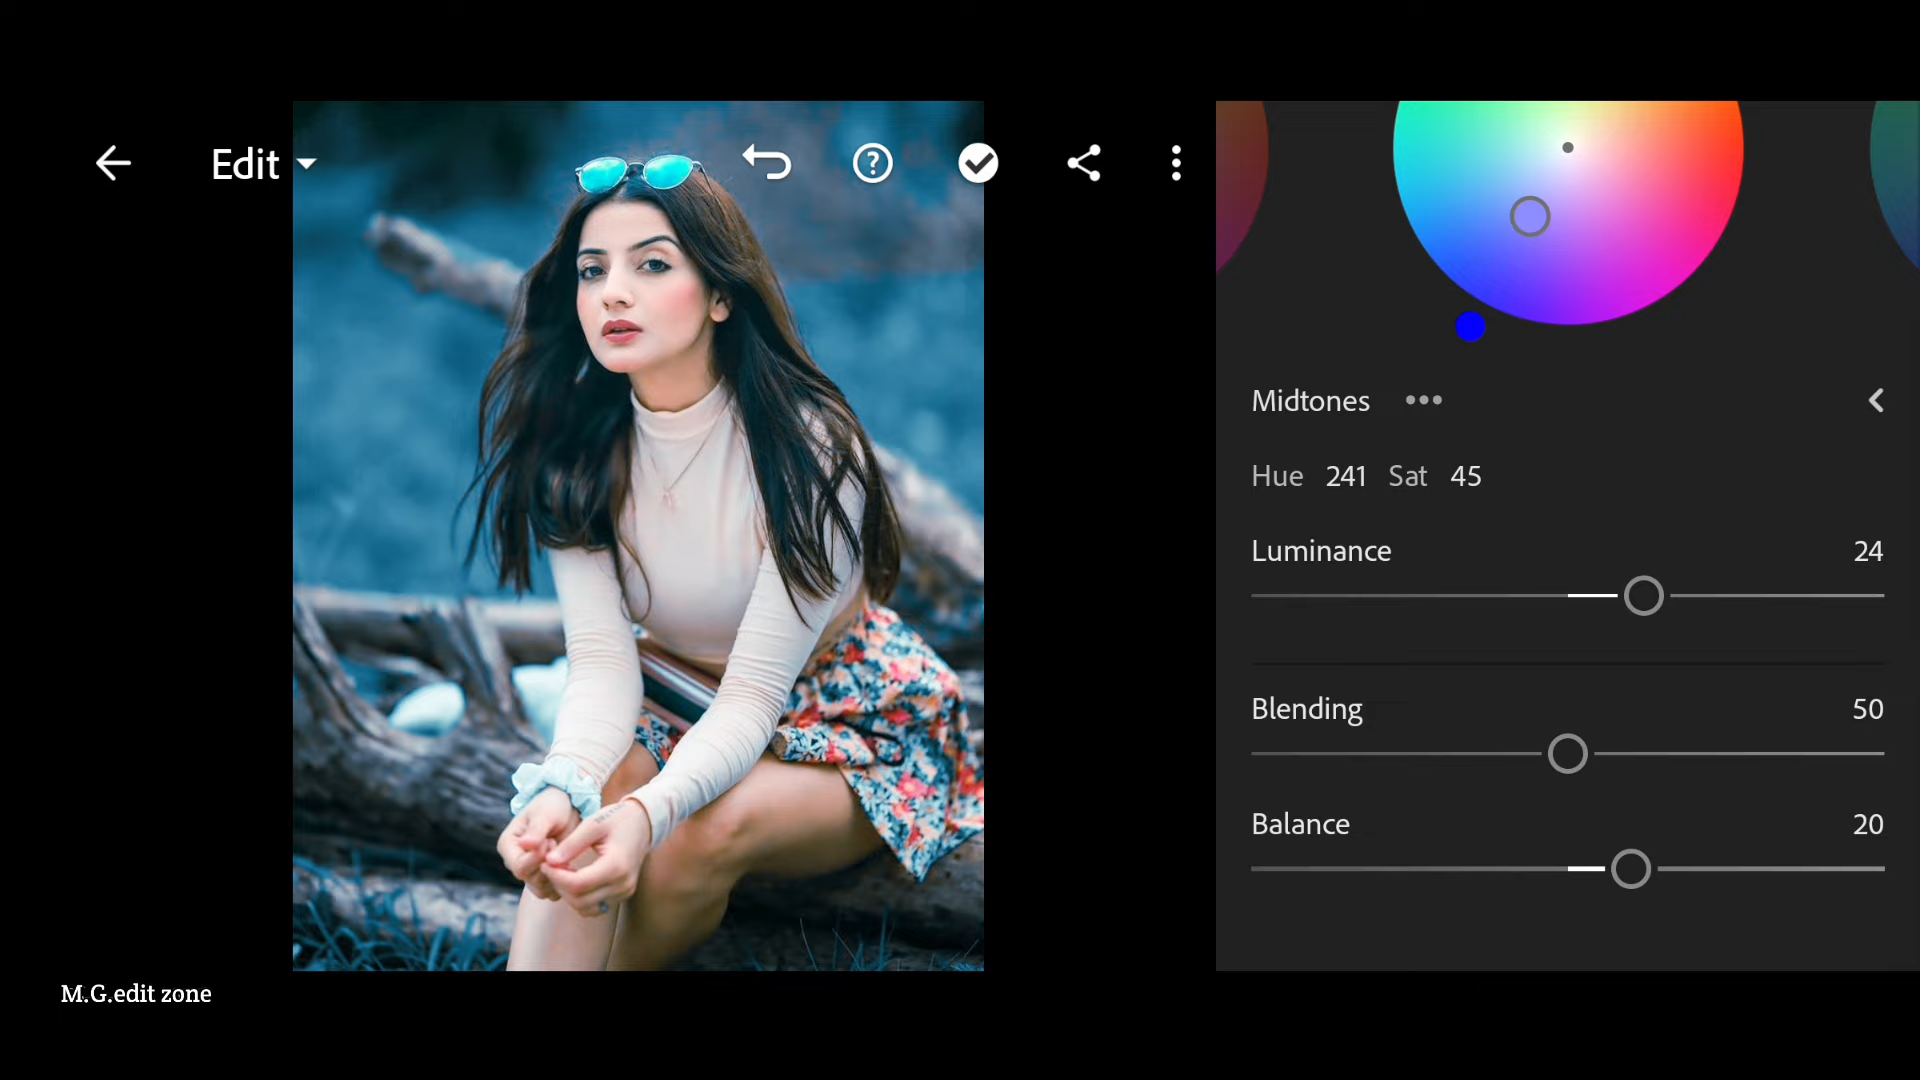 Edit
Midtones
Hue 241 Sat 45
Luminance 24
Blending 50
Balance 20
M.G.edit zone